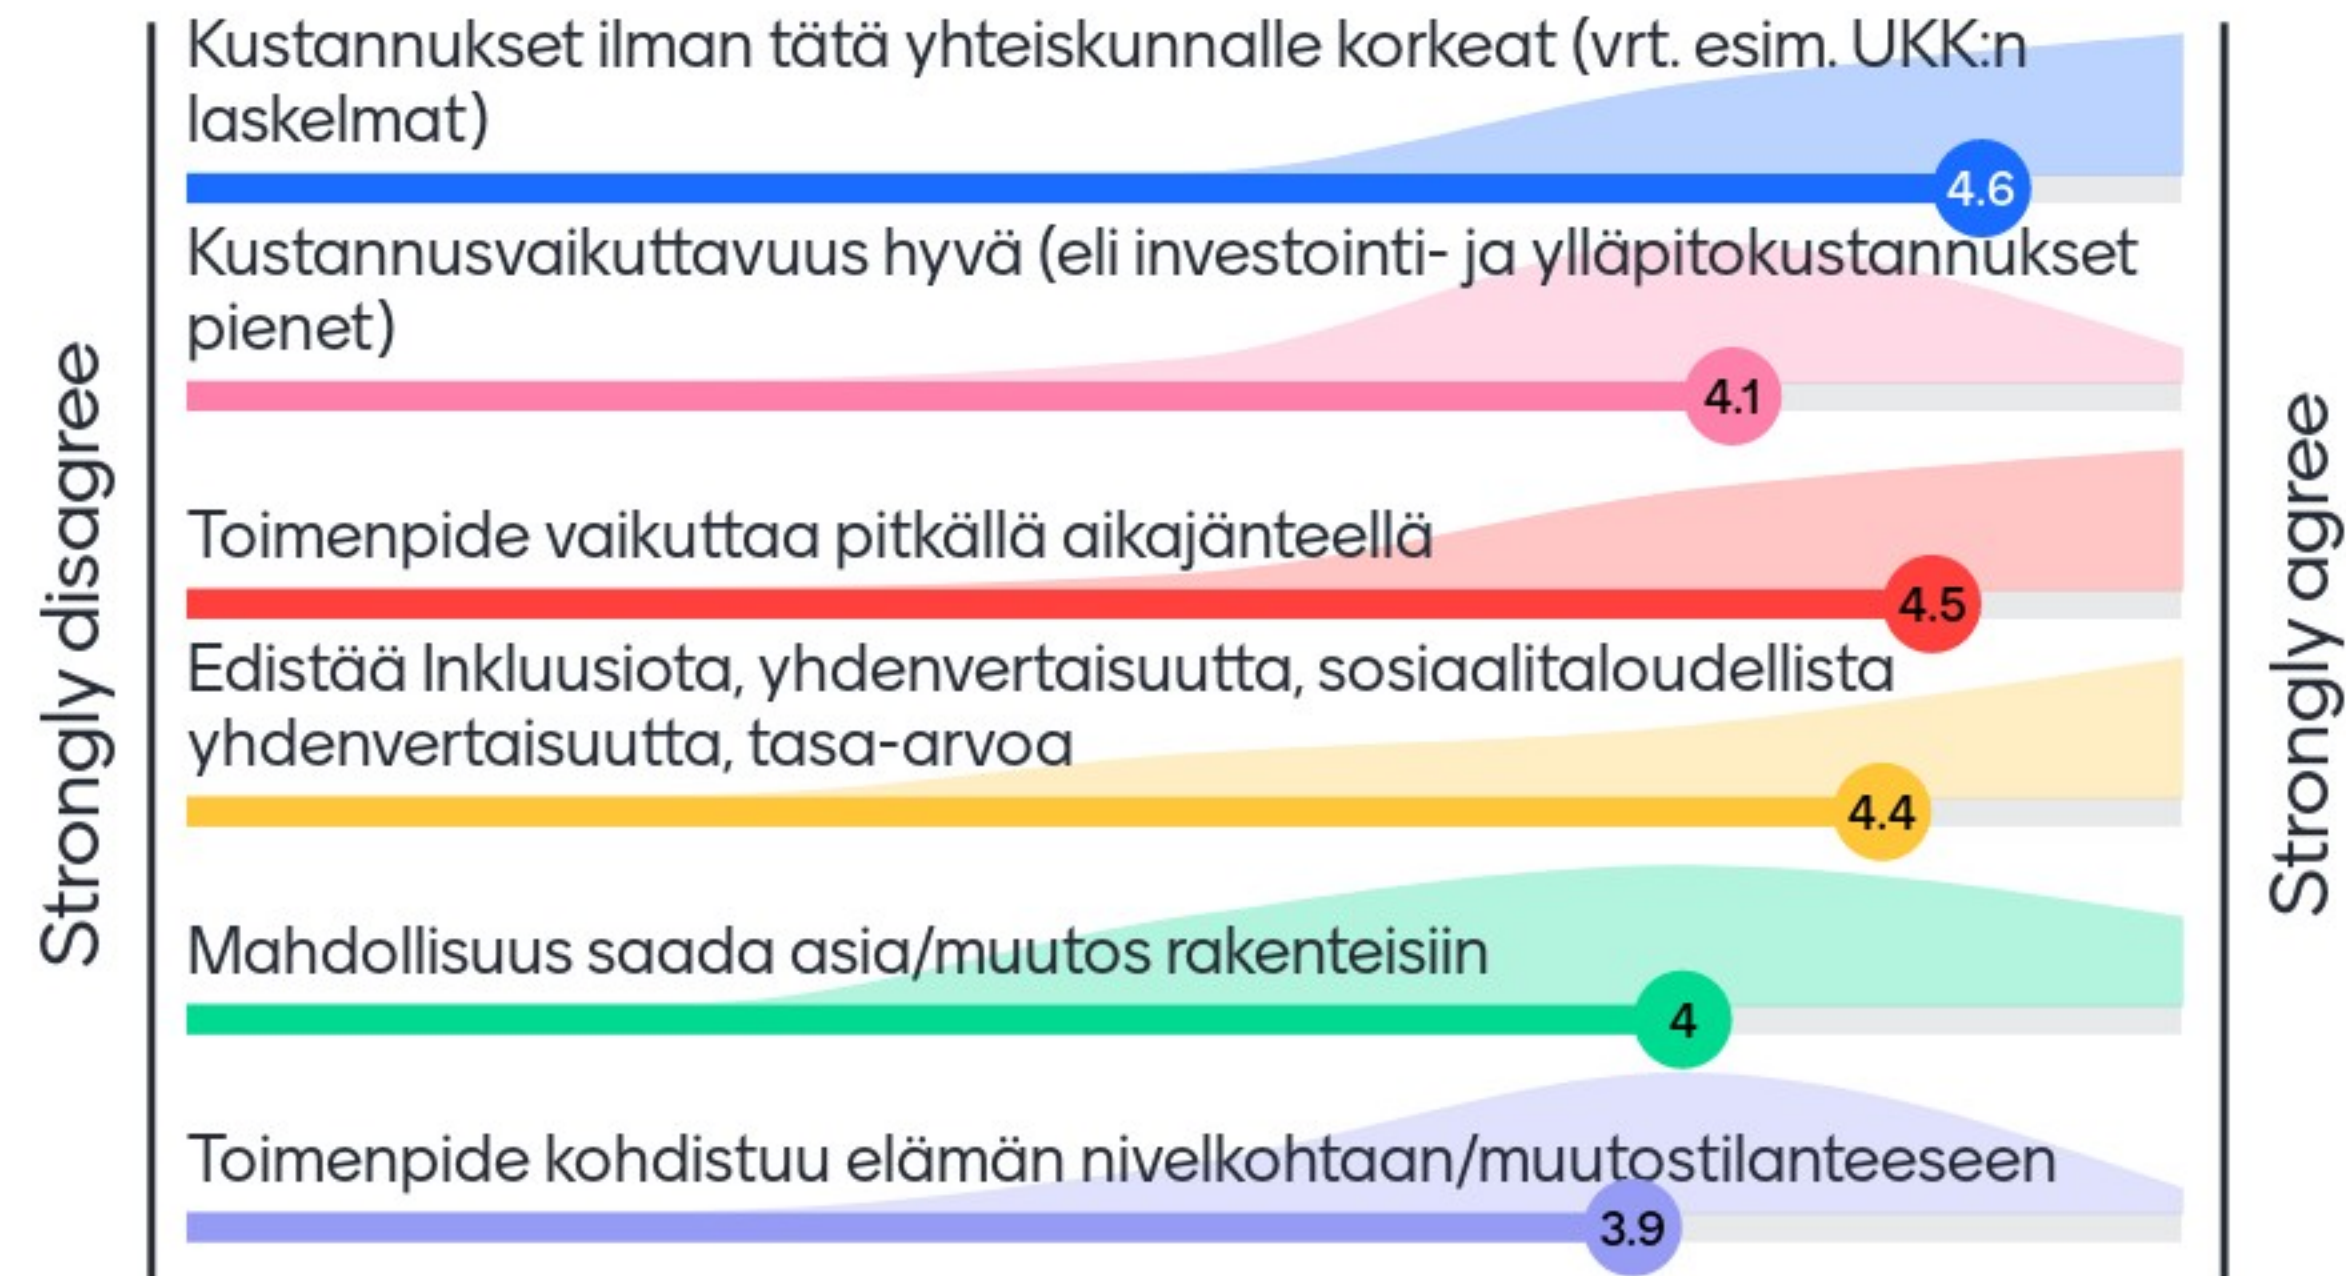 Kustannukset ilman tätä yhteiskunnalle korkeat (vrt. esim. UKK:n
laskelmat)
4.6
Kustannusvaikuttavuus hyvä (eli investointi- ja ylläpitokustannukset
pienet)
4.1
Strongly disagree
Toimenpide vaikuttaa pitkällä aikajänteellä
4.5
Edistää Inkluusiota, yhdenvertaisuutta, sosiaalitaloudellista
yhdenvertaisuutta, tasa-arvoa
4.4
Strongly agree
Mahdollisuus saada asia/muutos rakenteisiin
4
Toimenpide kohdistuu elämän nivelkohtaan/muutostilanteeseen
3.9